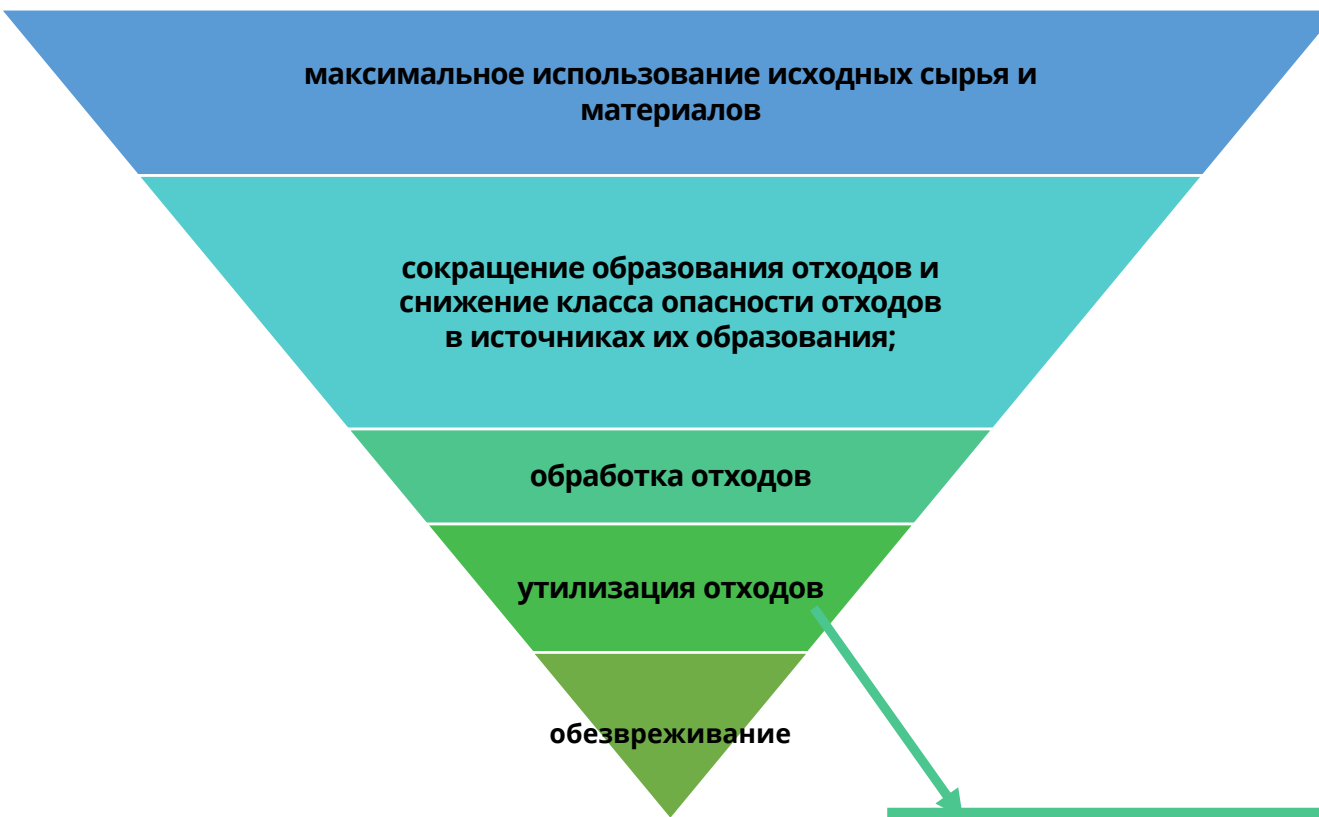 максимальное использование исходных сырья и
материалов
сокращение образования отходов и
снижение класса опасности отходов
в источниках их образования;
обработка отходов
утилизация отходов
обезвреживание